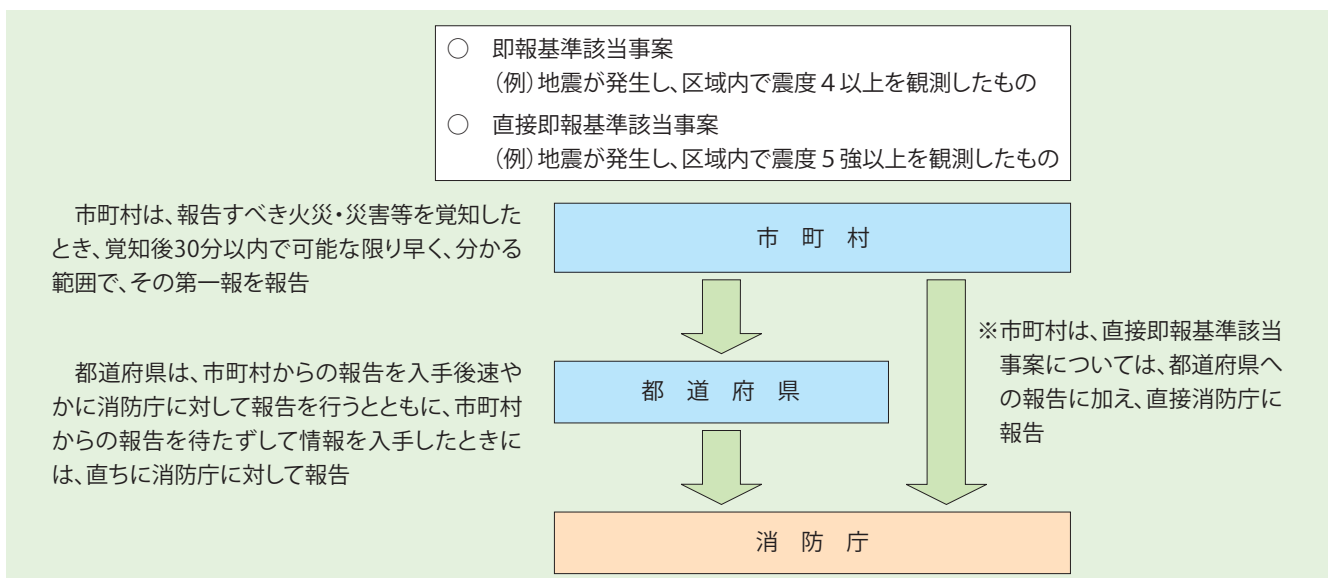 ○　即報基準該当事案
（例）地震が発生し、区域内で震度４以上を観測したもの
○　直接即報基準該当事案
（例）地震が発生し、区域内で震度５強以上を観測したもの
　市町村は、報告すべき火災・災害等を覚知した
とき、覚知後30分以内で可能な限り早く、分かる
範囲で、その第一報を報告
市　町　村
※市町村は、直接即報基準該当
事案については、都道府県へ
の報告に加え、直接消防庁に
報告
　都道府県は、市町村からの報告を入手後速や
かに消防庁に対して報告を行うとともに、市町村
からの報告を待たずして情報を入手したときに
は、直ちに消防庁に対して報告
都　道　府　県
消　防　庁